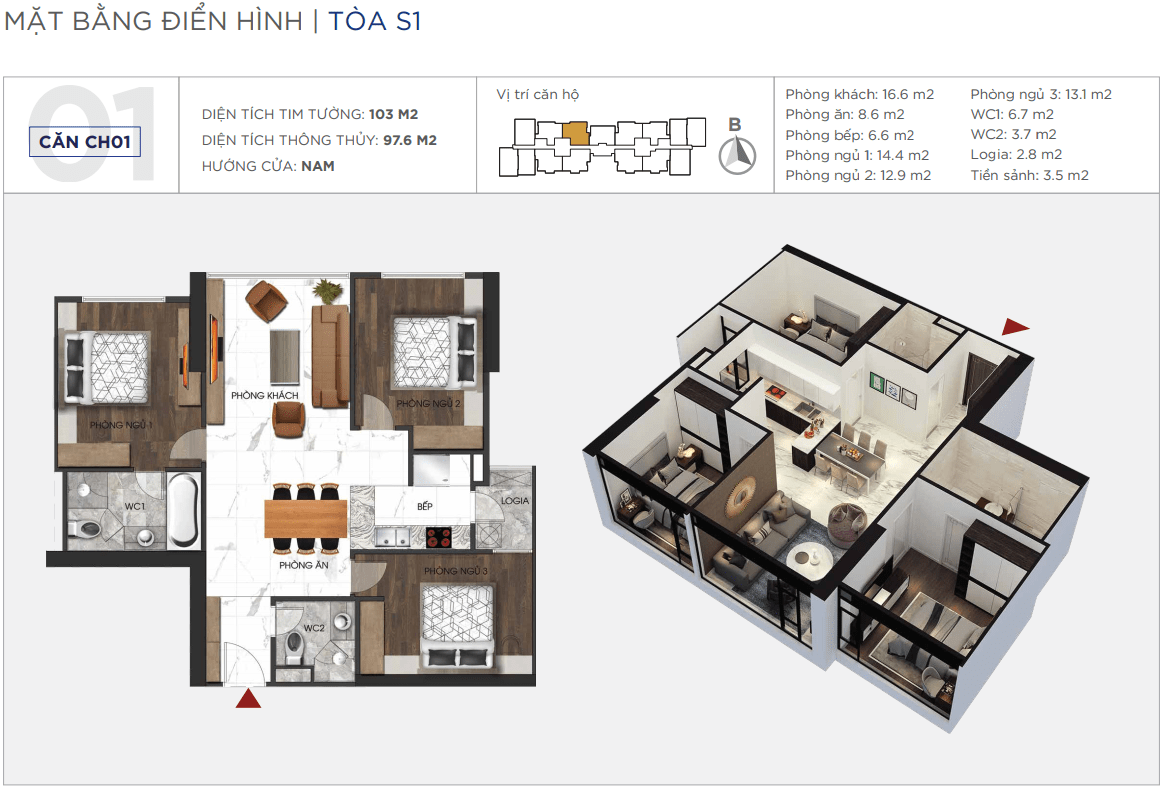 MẶT BẰNG ĐIỂN HÌNH | TÒA S1
01
CĂN CH01
DIỆN TÍCH TIM TƯỜNG: 103 M2
DIỆN TÍCH THÔNG THỦY: 97.6 M2
HƯỚNG CỬA: NAM
Vị trí căn hộ
B
Phòng khách: 16.6 m2
Phòng ăn: 8.6 m2
Phòng bếp: 6.6 m2
Phòng ngủ 1: 14.4 m2
Phòng ngủ 2: 12.9 m2
Phòng ngủ 3: 13.1 m2
WC1: 6.7 m2
WC2: 3.7 m2
Logia: 2.8 m2
Tiền sảnh: 3.5 m2
PHÒNG KHÁCH
PHÒNG NGỦ 2
PHÒNG NGỦ 1
WC1
BẾP
LOGIA
PHÒNG ĂN
PHÒNG NGỦ 3
WC2